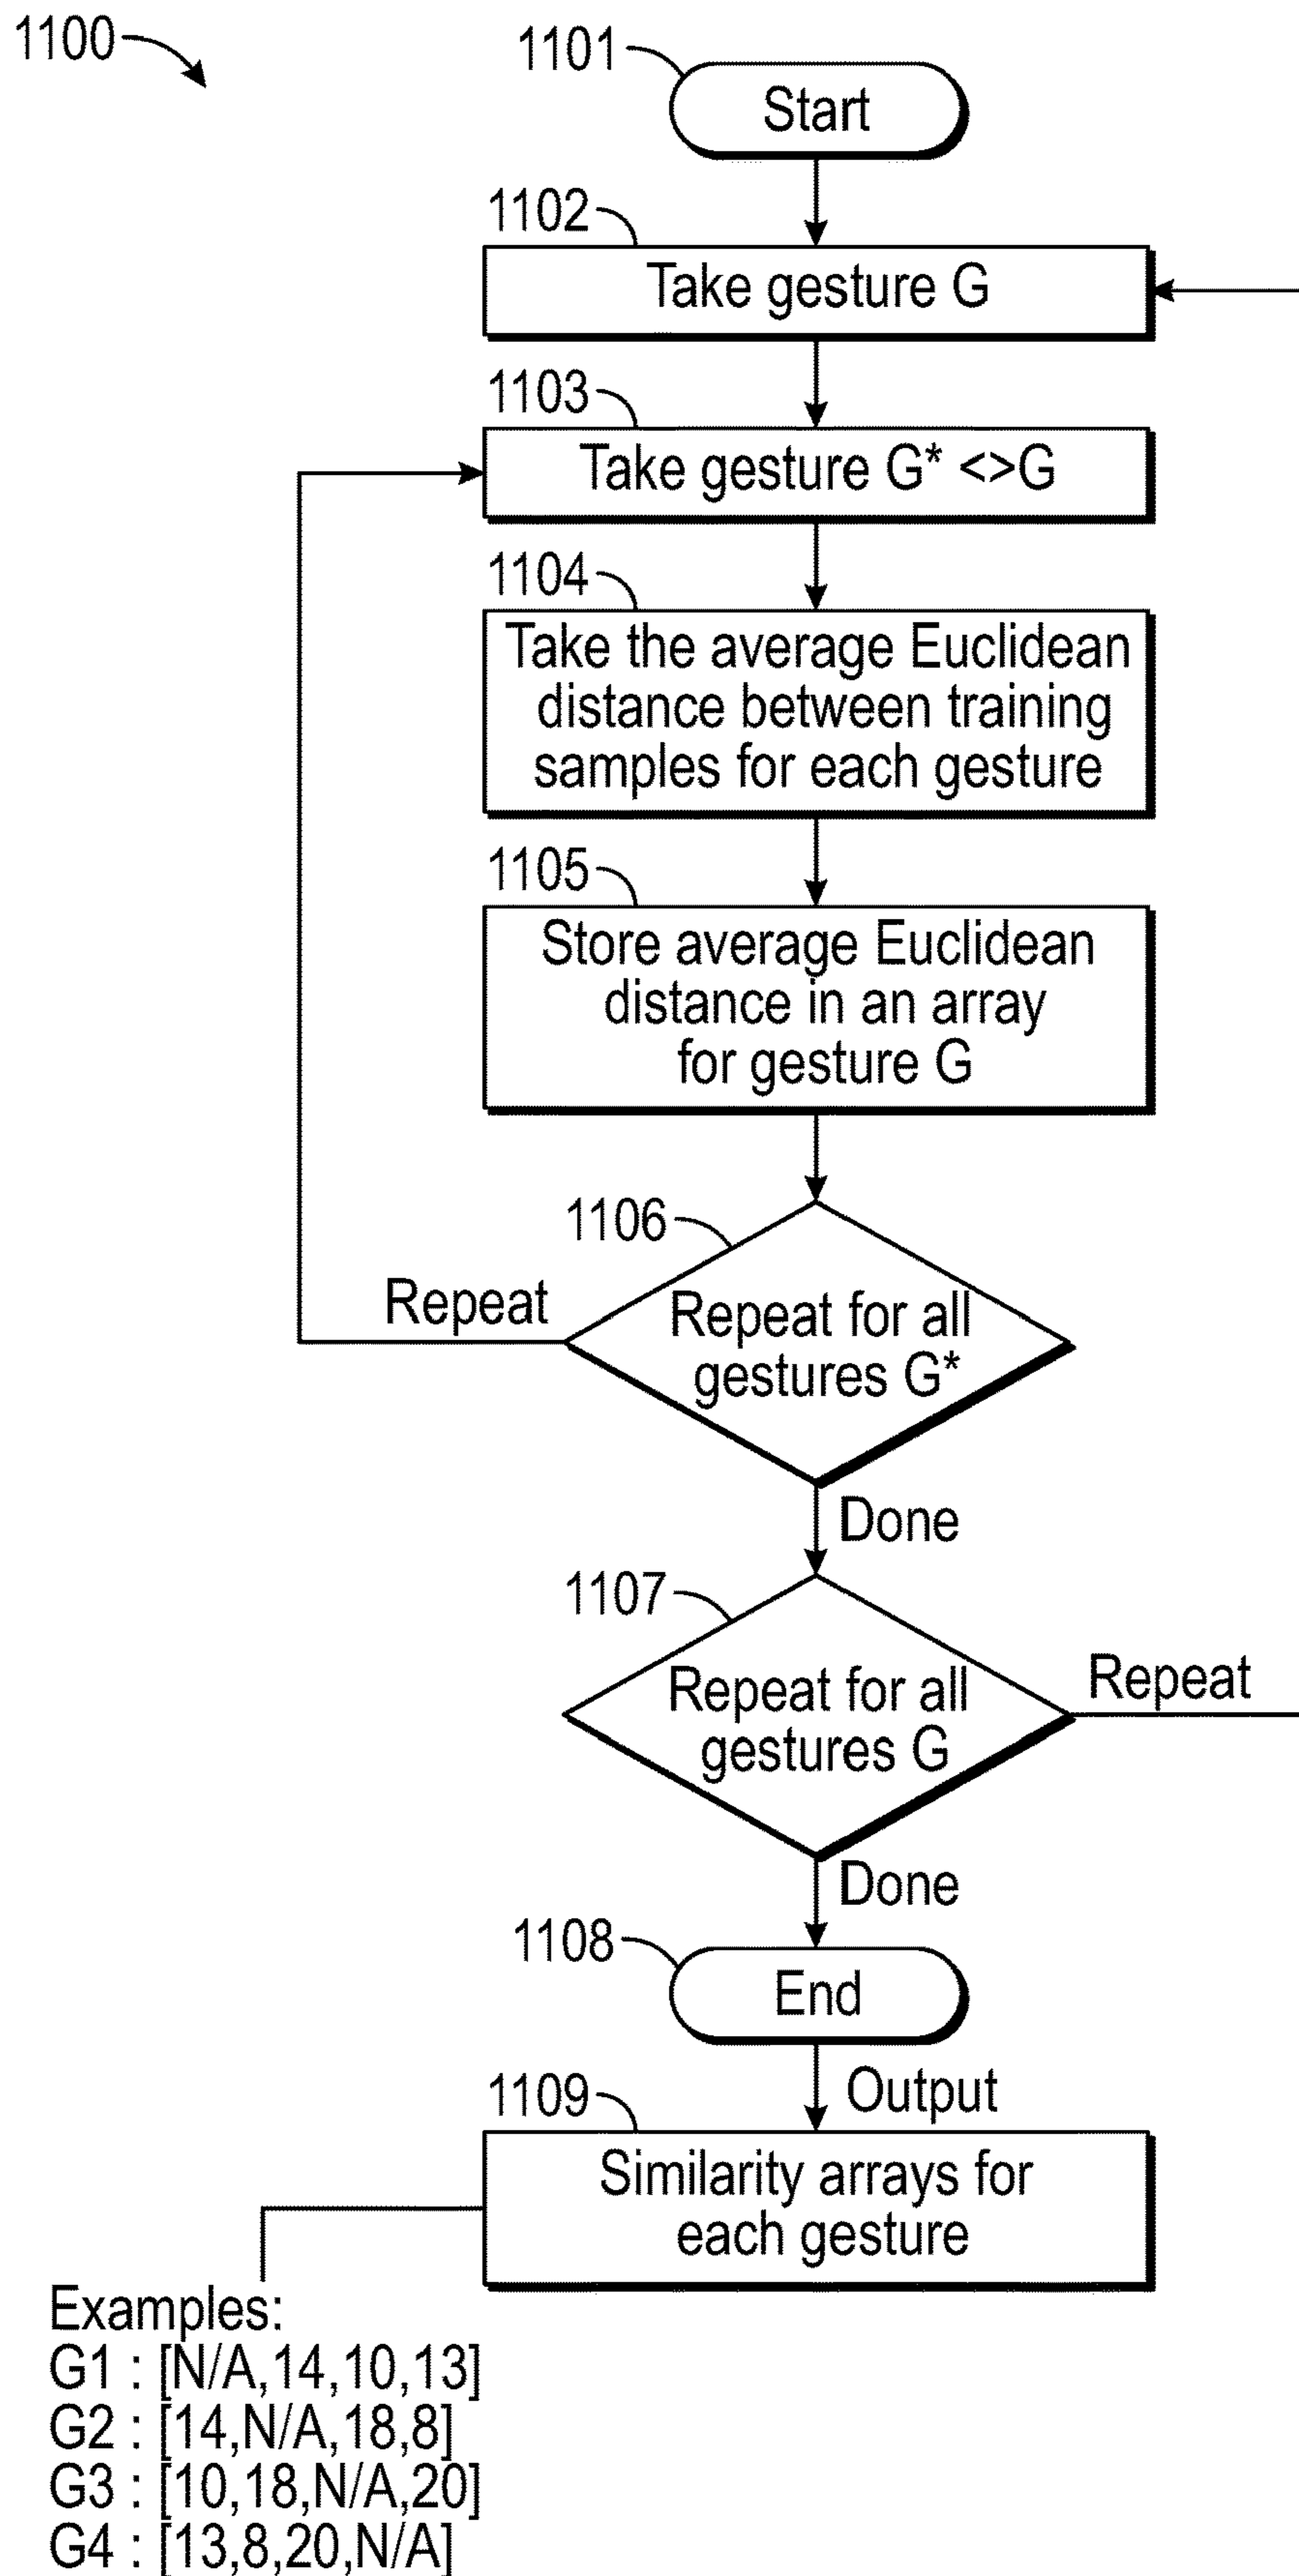 1100
1101
Start
1102
Take gesture G
1103
Take gesture G* <>G
1104
Take the average Euclidean
distance between training
samples for each gesture
1105
Store average Euclidean
distance in an array
for gesture G
1106
Repeat
Repeat for all
gestures G*
Done
1107
Repeat for all
gestures G
Repeat
Done
1108
End
Output
1109
Similarity arrays for
each gesture
Examples:
G1 : [N/A,14,10,13]
G2 : [14,N/A,18,8]
G3 : [10,18,N/A,20]
G4 : [13,8,20,N/A]